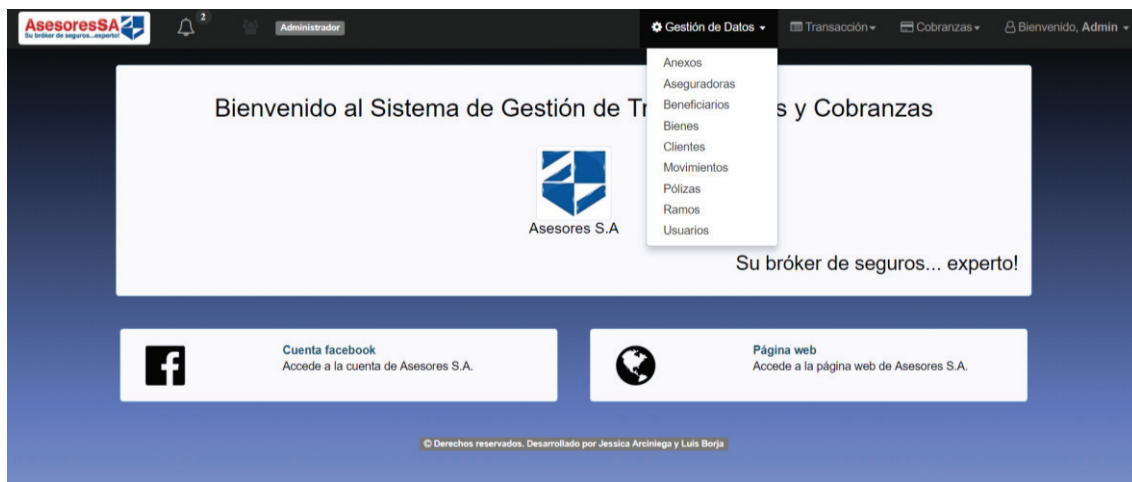 AsesoresSA
Su bróker de seguros...experto!
2
Administrador
Gestión de Datos
Transacción
Cobranzas
Bienvenido, Admin
Anexos
Aseguradoras
Beneficiarios
Bienes
Clientes
Movimientos
Pólizas
Ramos
Usuarios
Bienvenido al Sistema de Gestión de Tr s y Cobranzas
Asesores S.A
Su bróker de seguros... experto!
Cuenta facebook
Accede a la cuenta de Asesores S.A.
Página web
Accede a la página web de Asesores S.A.
© Derechos reservados. Desarrollado por Jessica Arciniega y Luis Borja